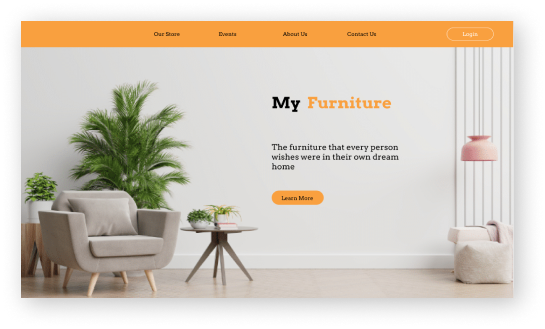 Our Store Events About Us Contact Us Login
My Furniture
The furniture that every person
wishes were in their own dream
home
Learn More